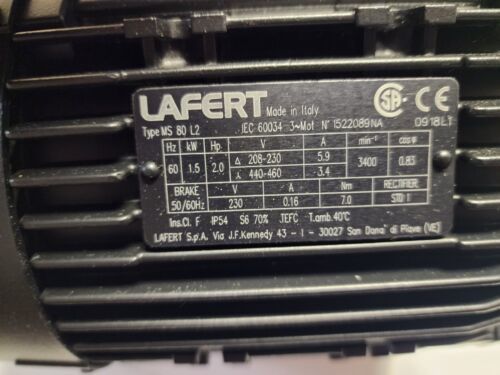 LAFERT Made in Italy SA CE
Type MS 80 L2 IEC 60034 3~Mot N° 1522089NA 0918LT
Hz kW Hp V A min⁻¹ cosφ
60 1.5 2.0 Δ 208-230 5.9 3400 0.83
⅄ 440-460 3.4
BRAKE V A Nm RECTIFIER
50/60Hz 230 0.16 7.0 STD 1
Ins.Cl. F IP54 S6 70% JEFC T.amb.40°C
LAFERT S.p.A. Via J.F.Kennedy 43 - I - 30027 San Dona' di Piave (VE)